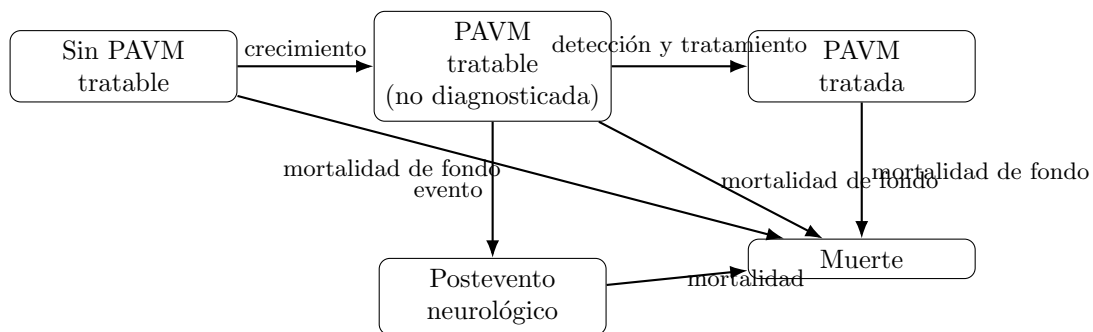 Sin PAVM
tratable
crecimiento
PAVM
tratable
(no diagnosticada)
detección y tratamiento
PAVM
tratada
mortalidad de fondo
evento
mortalidad de fondo
mortalidad de fondo
Postevento
neurológico
mortalidad
Muerte